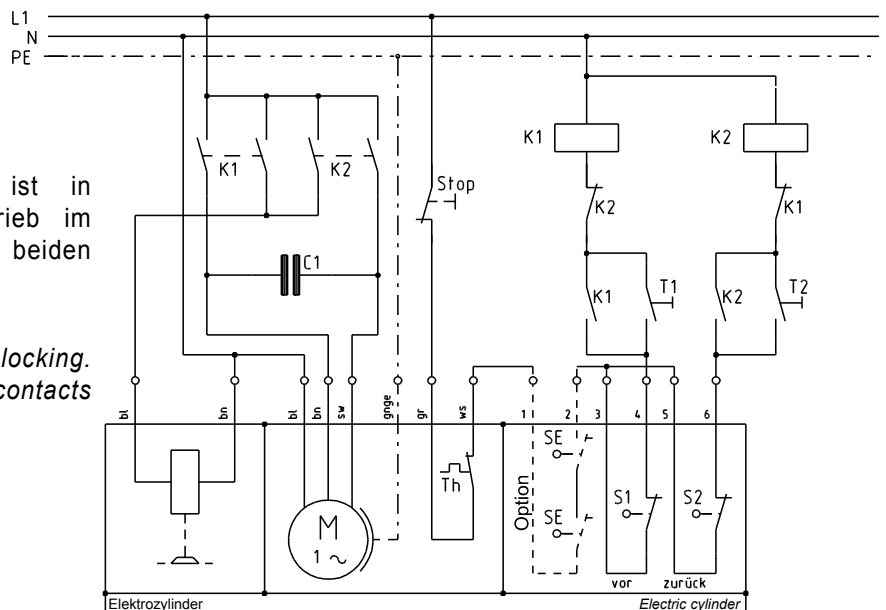 L1
N
PE
ist in
rieb im
beiden
locking.
contacts
K1
K2
C1
Stop
K1
K2
K2
K1
K1
T1
K2
T2
bl
bn
bl
bn
sw
gnge
gr
ws
1
2
3
4
5
6
M
1 ~
Th
Option
SE
SE
S1
S2
vor
zurück
Elektrozylinder
Electric cylinder